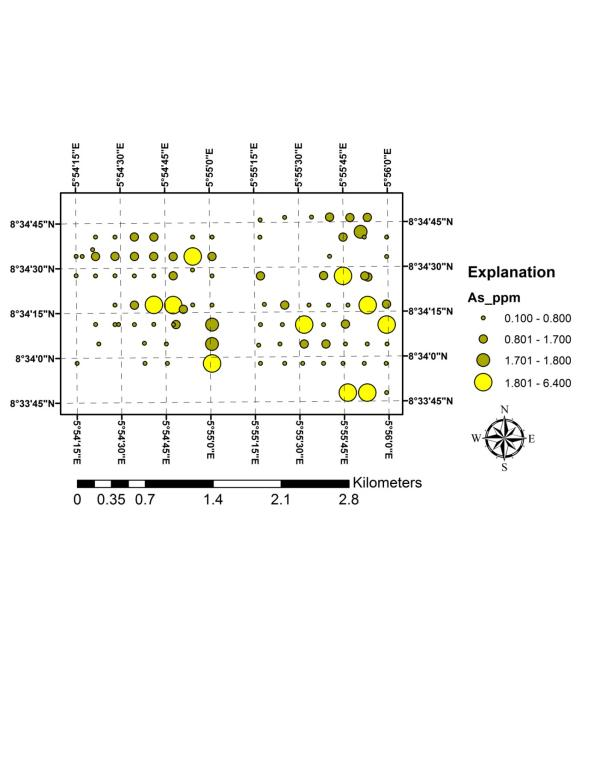 5°54'15"E 5°54'30"E 5°54'45"E 5°55'0"E 5°55'15"E 5°55'30"E 5°55'45"E 5°56'0"E
8°34'45"N 8°34'45"N
8°34'30"N 8°34'30"N
8°34'15"N 8°34'15"N
8°34'0"N 8°34'0"N
8°33'45"N 8°33'45"N
5°54'15"E 5°54'30"E 5°54'45"E 5°55'0"E 5°55'15"E 5°55'30"E 5°55'45"E 5°56'0"E
Explanation
As_ppm
0.100 - 0.800
0.801 - 1.700
1.701 - 1.800
1.801 - 6.400
N
W E
S
Kilometers
0 0.35 0.7 1.4 2.1 2.8